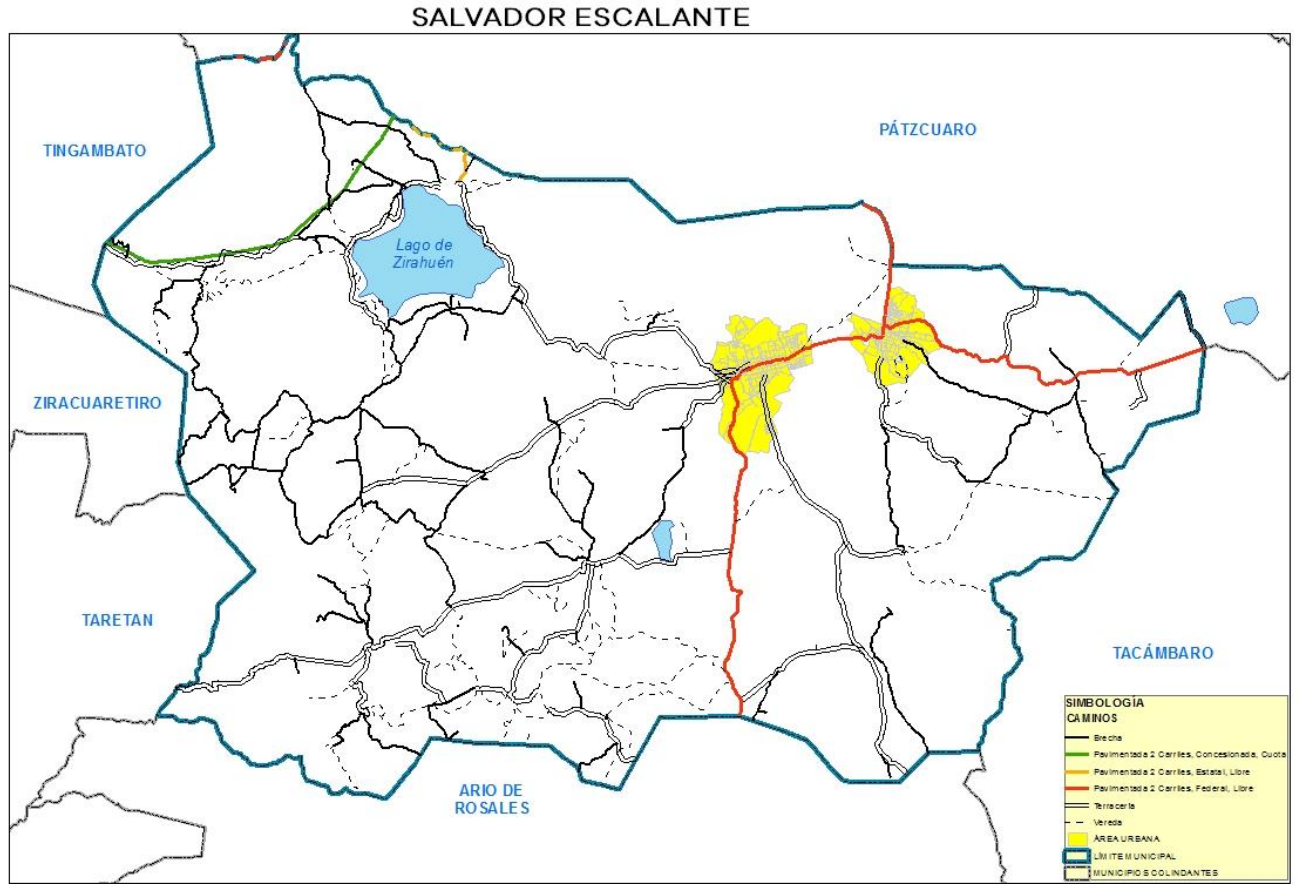 SALVADOR ESCALANTE
PÁTZCUARO
TINGAMBATO
Lago de
Zirahuén
ZIRACUARETIRO
TARETAN
TACÁMBARO
ARIO DE
ROSALES
SIMBOLOGÍA
CAMINOS
Brecha
Pavimentada 2 Carriles, Concesionada, Cuota
Pavimentada 2 Carriles, Estatal, Libre
Pavimentada 2 Carriles, Federal, Libre
Terracería
Vereda
ÁREA URBANA
LÍMITE MUNICIPAL
MUNICIPIOS COLINDANTES